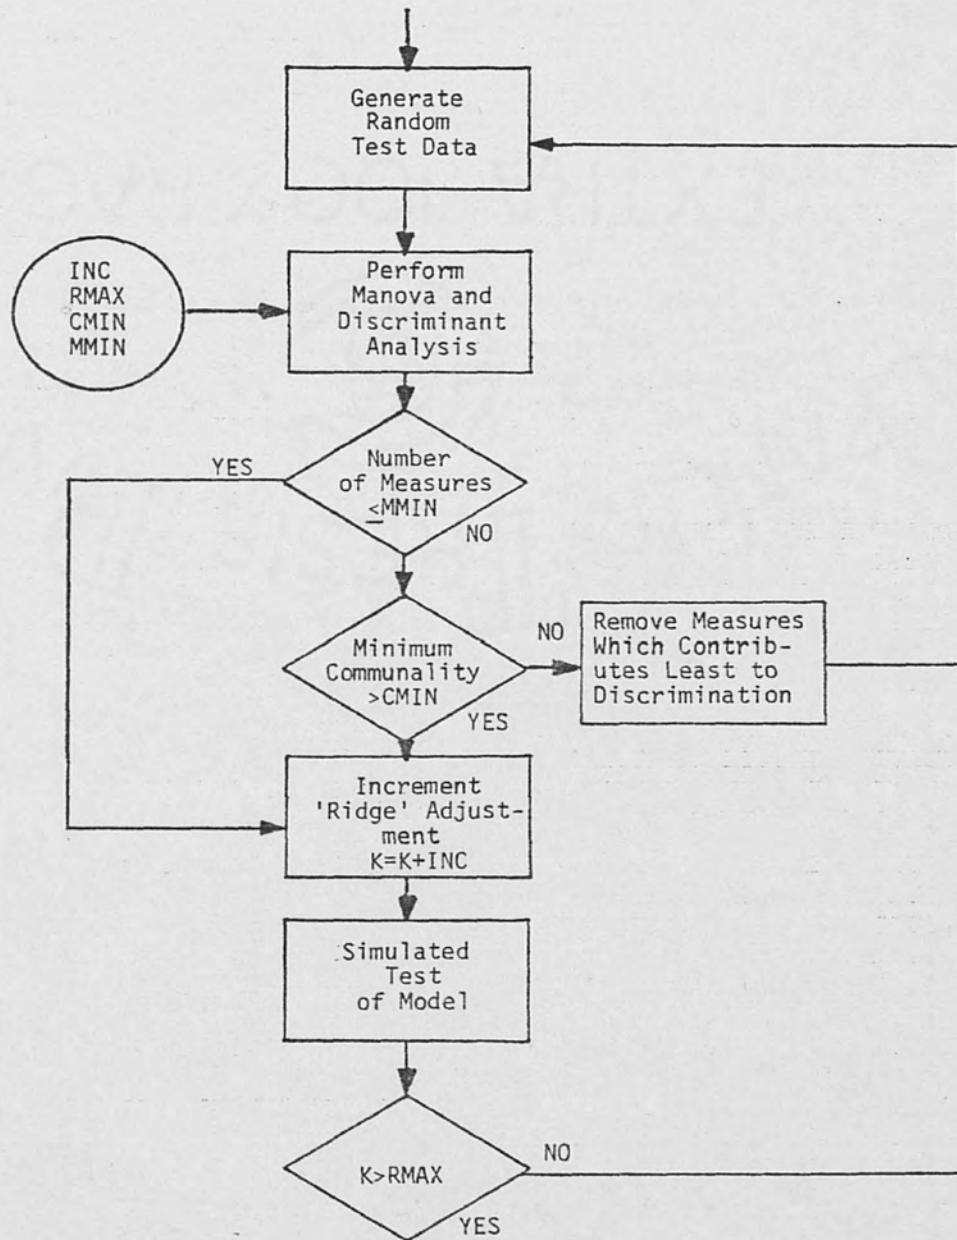 Generate
Random
Test Data
INC
RMAX
CMIN
MMIN
Perform
Manova and
Discriminant
Analysis
YES
Number
of Measures
≤MMIN
NO
Minimum
Communality
>CMIN
YES
NO
Remove Measures
Which Contrib-
utes Least to
Discrimination
Increment
'Ridge' Adjust-
ment
K=K+INC
Simulated
Test
of Model
K>RMAX
NO
YES